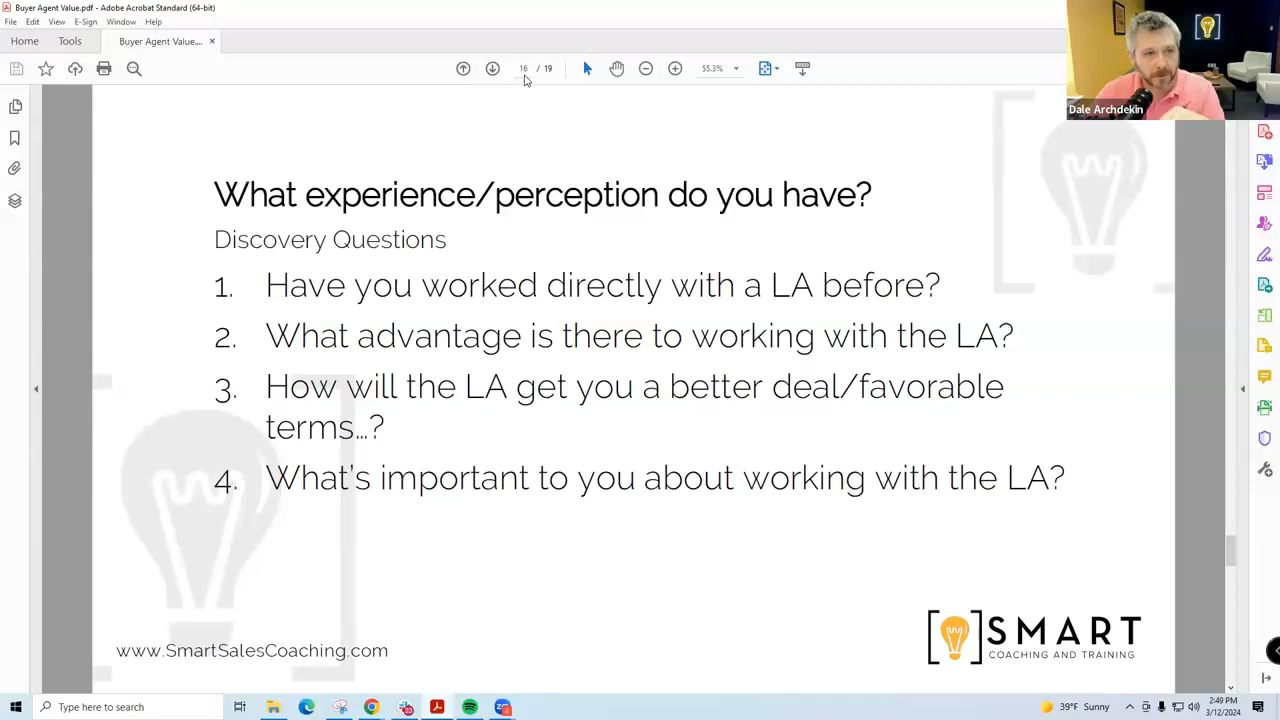 Buyer Agent Value.pdf - Adobe Acrobat Standard (64-bit)
File Edit View E-Sign Window Help
Home Tools Buyer Agent Value....
16 / 19 55.3%
Dale Archdekin
What experience/perception do you have?
Discovery Questions
1. Have you worked directly with a LA before?
2. What advantage is there to working with the LA?
3. How will the LA get you a better deal/favorable
terms...?
4. What's important to you about working with the LA?
www.SmartSalesCoaching.com
SMART
COACHING AND TRAINING
Type here to search
39°F Sunny
2:49 PM
3/12/2024